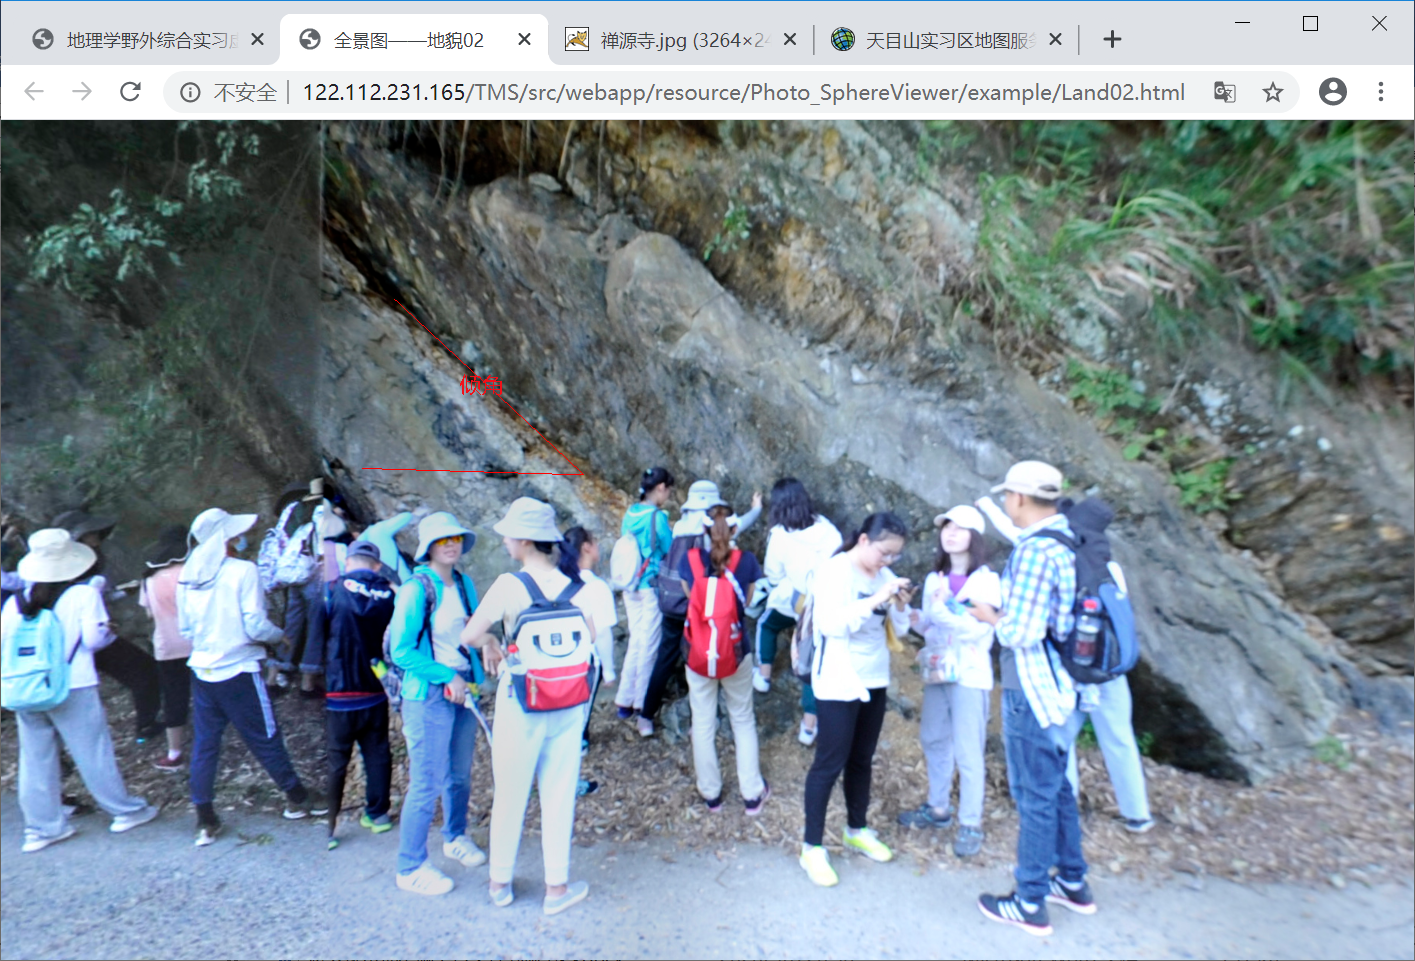 地理学野外综合实习
全景图——地貌02
禅源寺.jpg (3264×24
天目山实习区地图服务
不安全
122.112.231.165/TMS/src/webapp/resource/Photo_SphereViewer/example/Land02.html
倾角